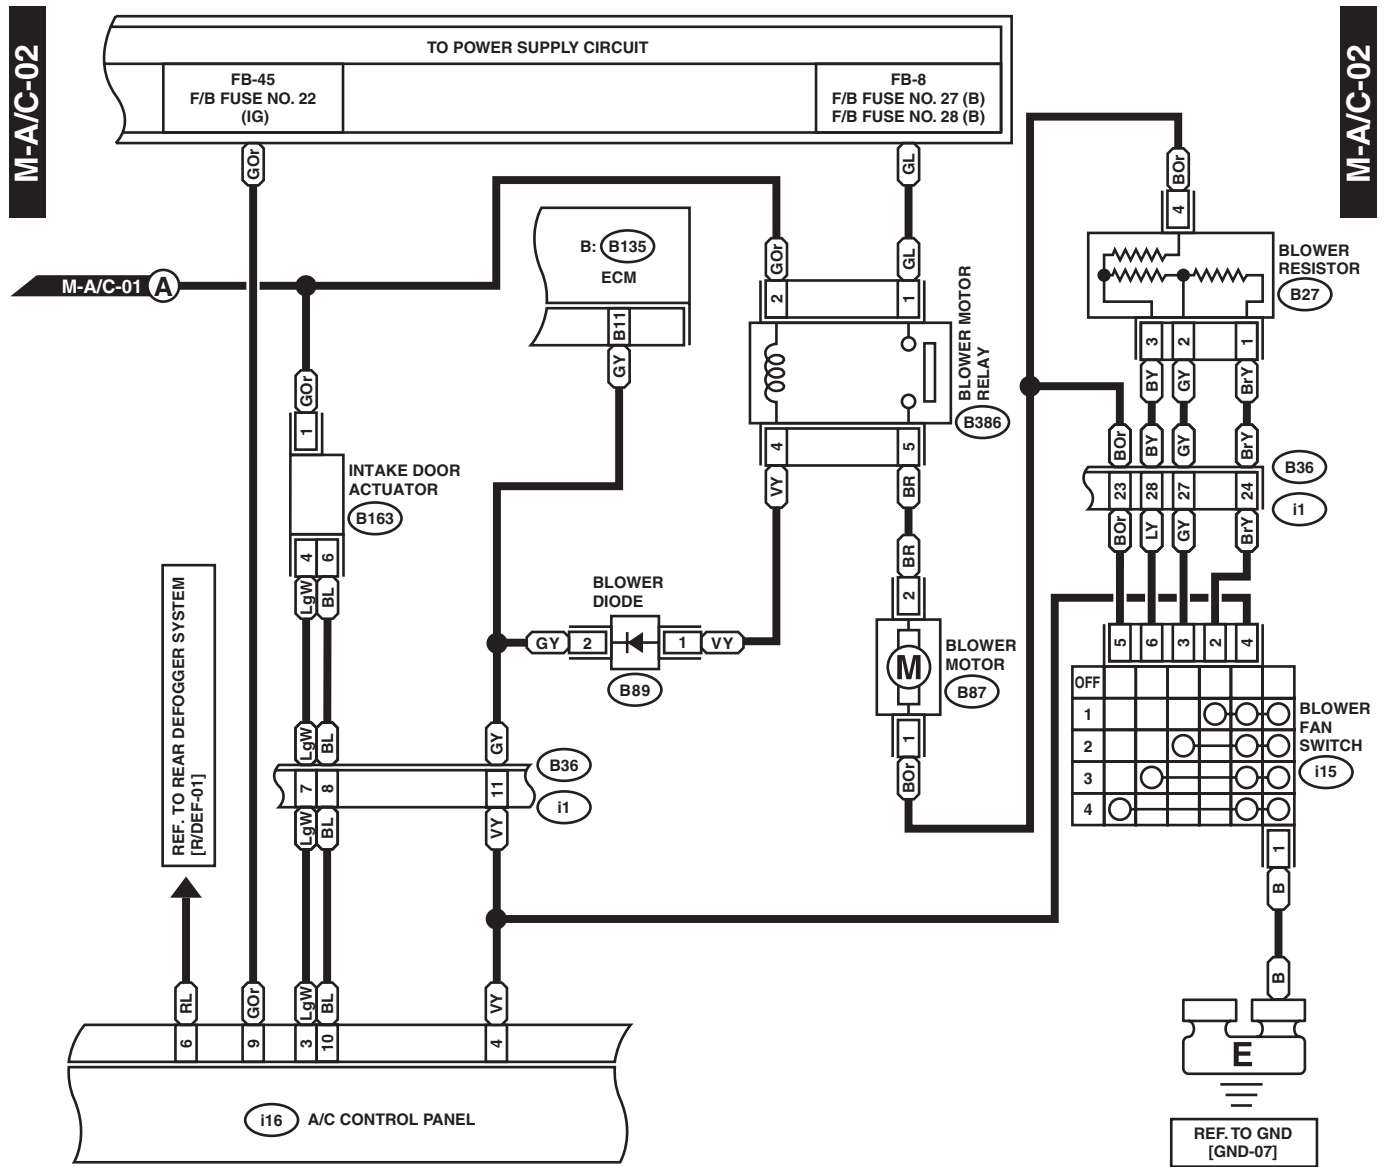 M-A/C-02
M-A/C-02
TO POWER SUPPLY CIRCUIT
FB-45
F/B FUSE NO. 22
(IG)
FB-8
F/B FUSE NO. 27 (B)
F/B FUSE NO. 28 (B)
GOr
GL
BOr
4
B: B135
ECM
B11
GY
M-A/C-01 A
GOr
2
GL
1
BLOWER MOTOR
RELAY
B386
4
5
VY
BR
BLOWER
RESISTOR
B27
3
2
1
BY
GY
BrY
BOr
BY
GY
BrY
23
28
27
24
B36
i1
BOr
LY
GY
BrY
GOr
1
INTAKE DOOR
ACTUATOR
B163
4
6
LgW
BL
REF. TO REAR DEFOGGER SYSTEM
[R/DEF-01]
BLOWER
DIODE
GY 2 1 VY
B89
BR
2
M
BLOWER
MOTOR
B87
1
BOr
5
6
3
2
4
OFF
1
2
3
4
BLOWER
FAN
SWITCH
i15
1
B
B
E
REF. TO GND
[GND-07]
LgW
BL
GY
7
8
11
B36
i1
LgW
BL
VY
RL
GOr
LgW
BL
VY
6
9
3
10
4
i16 A/C CONTROL PANEL